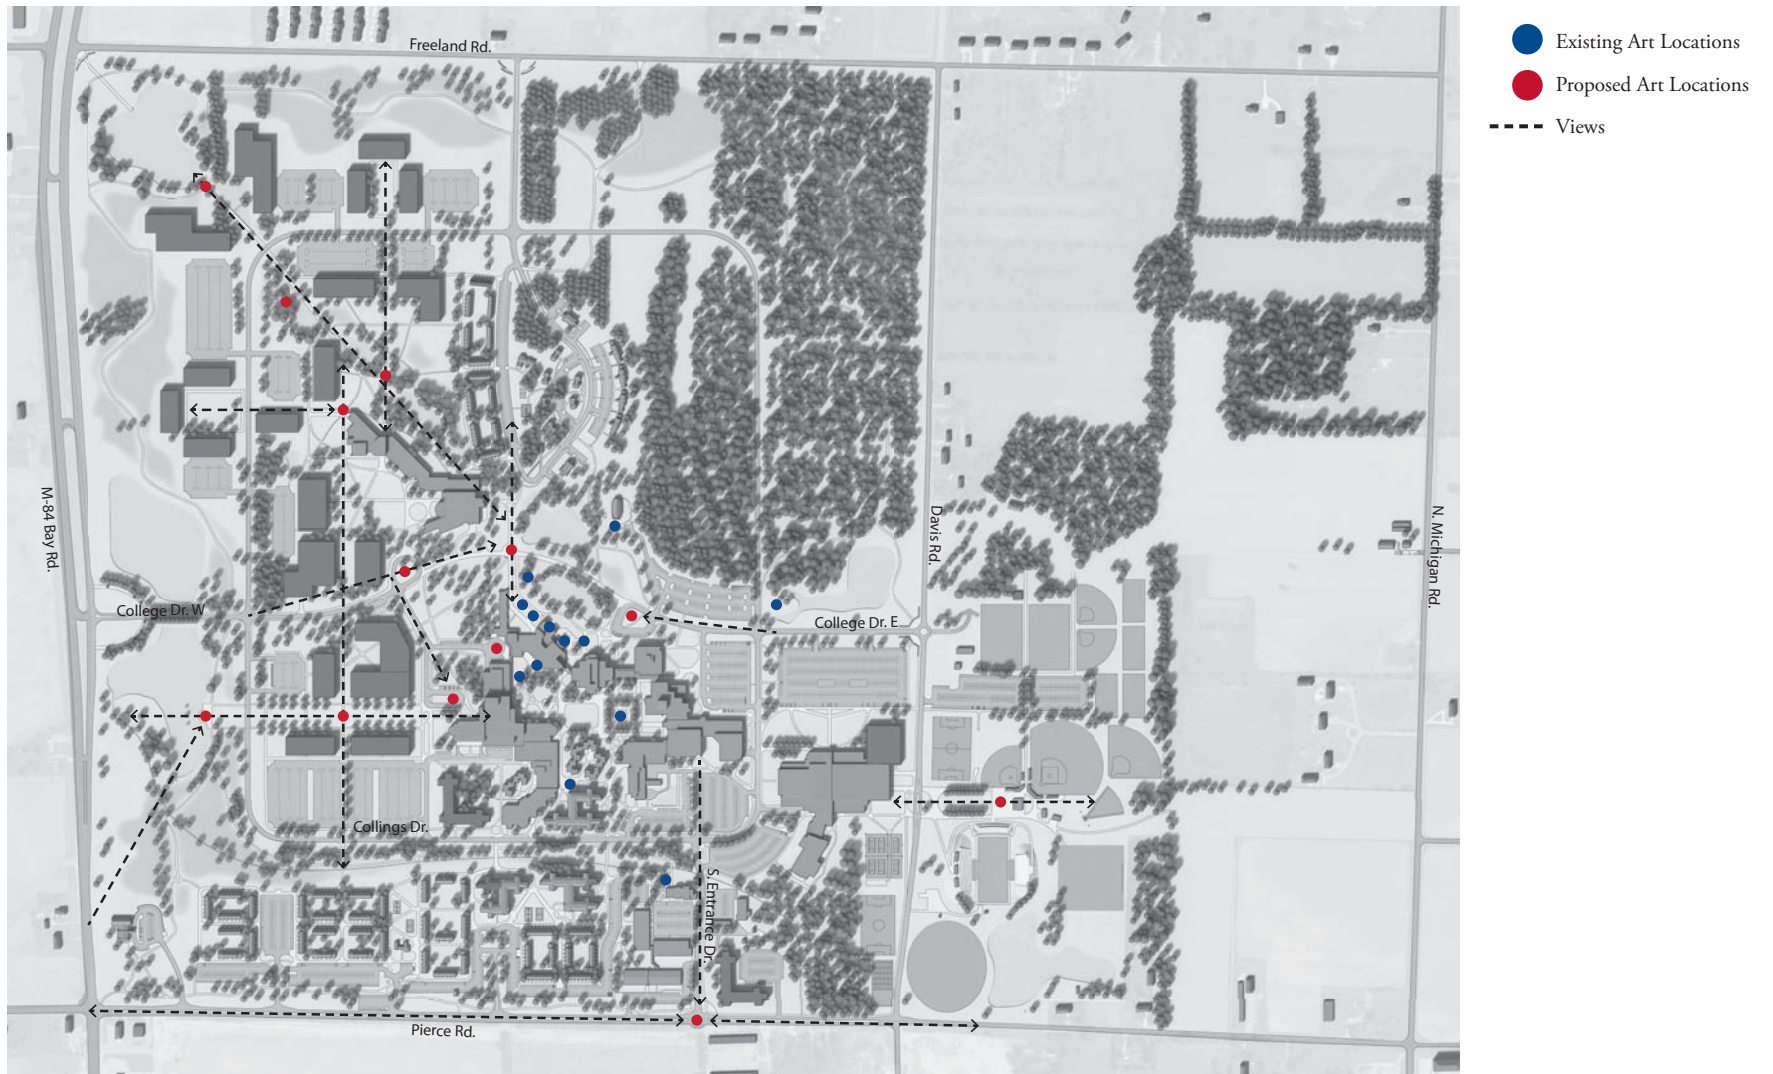 Freeland Rd.
Existing Art Locations
Proposed Art Locations
Views
M-84 Bay Rd.
Davis Rd.
N. Michigan Rd.
College Dr. W
College Dr. E
Collings Dr.
S. Entrance Dr.
Pierce Rd.